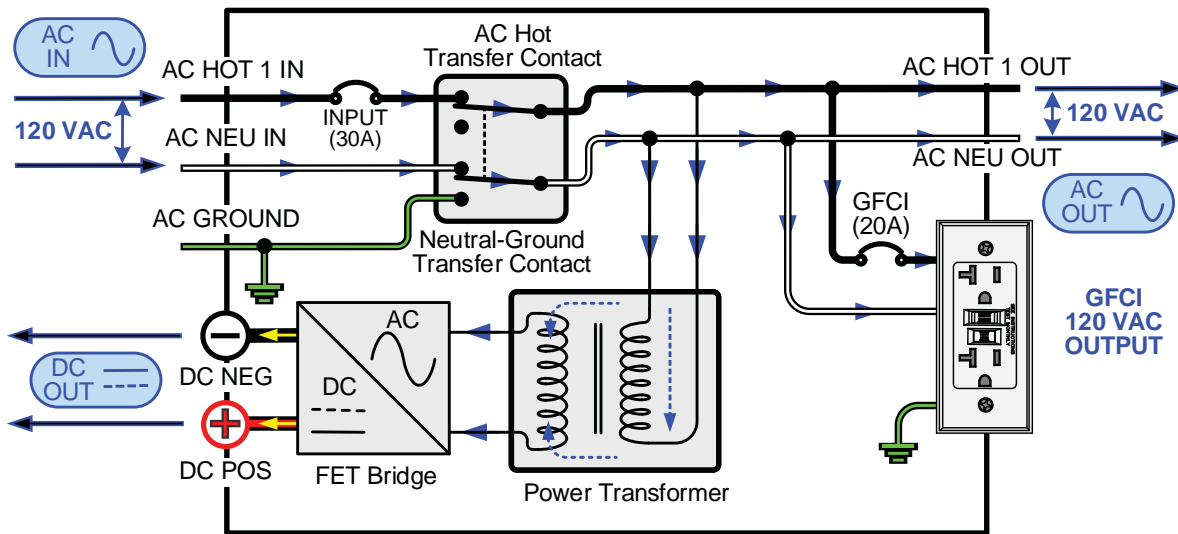 AC
IN
AC HOT 1 IN
120 VAC
AC NEU IN
AC GROUND
INPUT
(30A)
AC Hot
Transfer Contact
Neutral-Ground
Transfer Contact
AC HOT 1 OUT
120 VAC
AC NEU OUT
AC
OUT
GFCI
(20A)
GFCI
120 VAC
OUTPUT
DC NEG
DC
OUT
DC POS
AC
DC
FET Bridge
Power Transformer